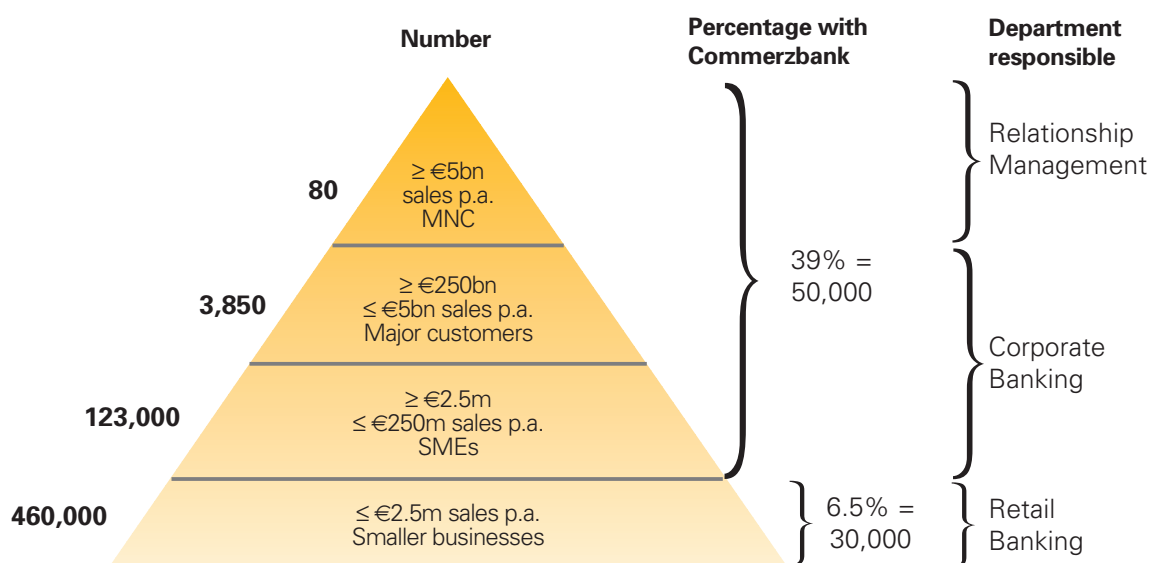 Number
Percentage with
Commerzbank
Department
responsible
80
≥ €5bn
sales p.a.
MNC
Relationship
Management
3,850
≥ €250bn
≤ €5bn sales p.a.
Major customers
39% =
50,000
123,000
≥ €2.5m
≤ €250m sales p.a.
SMEs
Corporate
Banking
460,000
≤ €2.5m sales p.a.
Smaller businesses
6.5% =
30,000
Retail
Banking